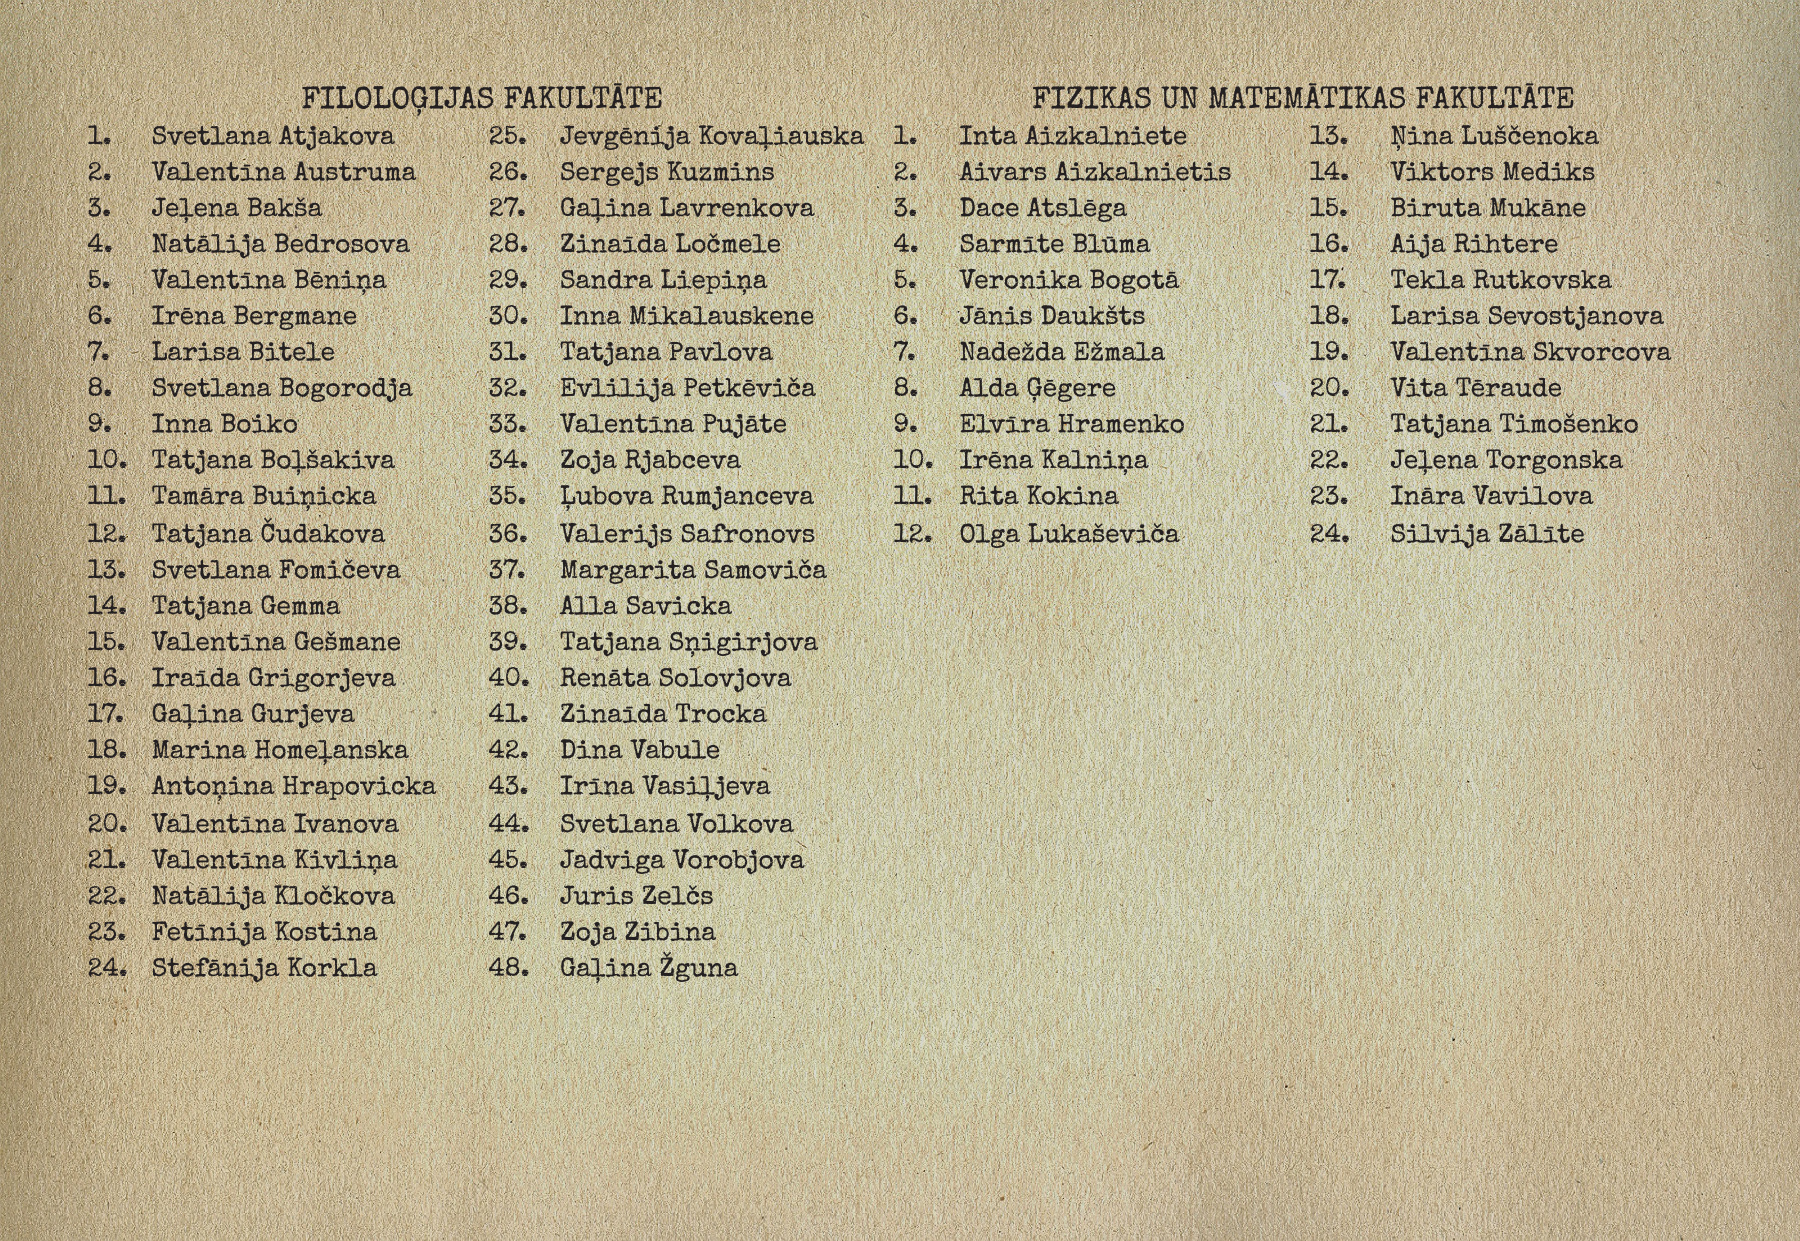 FILOLOĢIJAS FAKULTĀTE
1. Svetlana Atjakova
2. Valentīna Austruma
3. Jeļena Bakša
4. Natālija Bedrosova
5. Valentīna Bēniņa
6. Irēna Bergmane
7. Larisa Bitele
8. Svetlana Bogorodja
9. Inna Boiko
10. Tatjana Boļšakiva
11. Tamāra Buiņicka
12. Tatjana Čudakova
13. Svetlana Fomičeva
14. Tatjana Gemma
15. Valentīna Gešmane
16. Iraīda Grigorjeva
17. Gaļina Gurjeva
18. Marina Homeļanska
19. Antoņina Hrapovicka
20. Valentīna Ivanova
21. Valentīna Kivliņa
22. Natālija Kločkova
23. Fetīnija Kostina
24. Stefānija Korkla
25. Jevgēnija Kovaļiauska
26. Sergejs Kuzmins
27. Gaļina Lavrenkova
28. Zinaīda Ločmele
29. Sandra Liepiņa
30. Inna Mikalauskene
31. Tatjana Pavlova
32. Evlilija Petkēviča
33. Valentīna Pujāte
34. Zoja Rjabceva
35. Ļubova Rumjanceva
36. Valerijs Safronovs
37. Margarita Samoviča
38. Alla Savicka
39. Tatjana Sņigirjova
40. Renāta Solovjova
41. Zinaīda Trocka
42. Dina Vabule
43. Irīna Vasiļjeva
44. Svetlana Volkova
45. Jadviga Vorobjova
46. Juris Zelčs
47. Zoja Zibina
48. Gaļina Žguna
FIZIKAS UN MATEMĀTIKAS FAKULTĀTE
1. Inta Aizkalniete
2. Aivars Aizkalnietis
3. Dace Atslēga
4. Sarmīte Blūma
5. Veronika Bogotā
6. Jānis Daukšts
7. Nadežda Ežmala
8. Alda Ģēgere
9. Elvīra Hramenko
10. Irēna Kalniņa
11. Rita Kokina
12. Olga Lukaševiča
13. Ņina Luščenoka
14. Viktors Mediks
15. Biruta Mukāne
16. Aija Rihtere
17. Tekla Rutkovska
18. Larisa Sevostjanova
19. Valentīna Skvorcova
20. Vita Tēraude
21. Tatjana Timošenko
22. Jeļena Torgonska
23. Ināra Vavilova
24. Silvija Zālīte